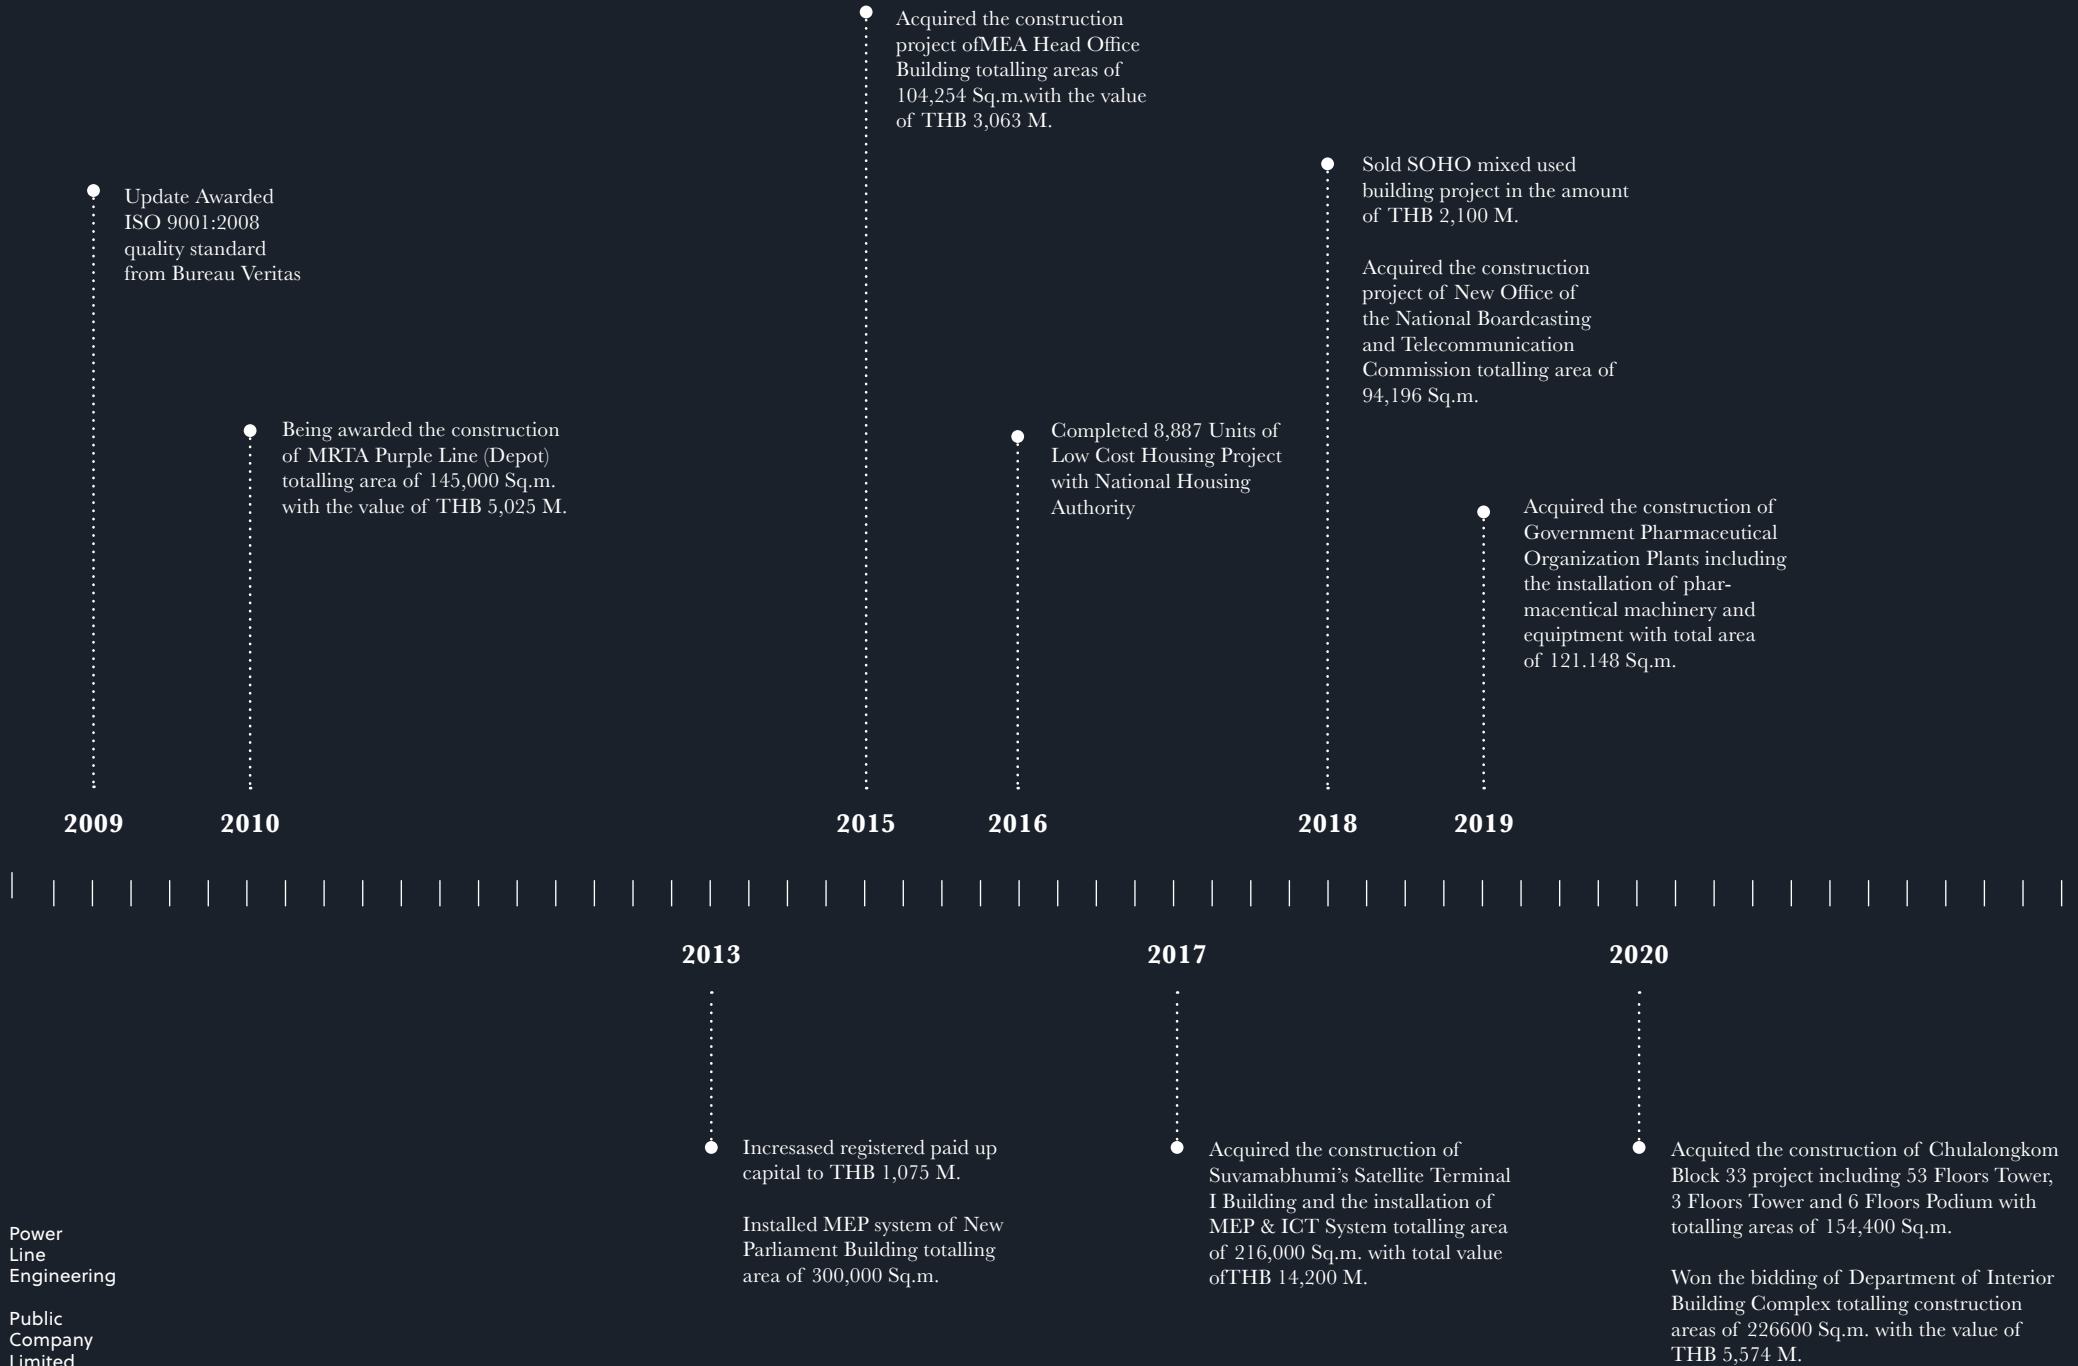 Acquired the construction
project ofMEA Head Office
Building totalling areas of
104,254 Sq.m.with the value
of THB 3,063 M.
Sold SOHO mixed used
building project in the amount
of THB 2,100 M.
Acquired the construction
project of New Office of
the National Boardcasting
and Telecommunication
Commission totalling area of
94,196 Sq.m.
Update Awarded
ISO 9001:2008
quality standard
from Bureau Veritas
Being awarded the construction
of MRTA Purple Line (Depot)
totalling area of 145,000 Sq.m.
with the value of THB 5,025 M.
Completed 8,887 Units of
Low Cost Housing Project
with National Housing
Authority
Acquired the construction of
Government Pharmaceutical
Organization Plants including
the installation of phar-
macentical machinery and
equiptment with total area
of 121.148 Sq.m.
2009
2010
2015
2016
2018
2019
2013
2017
2020
Incresased registered paid up
capital to THB 1,075 M.
Installed MEP system of New
Parliament Building totalling
area of 300,000 Sq.m.
Acquired the construction of
Suvamabhumi’s Satellite Terminal
I Building and the installation of
MEP & ICT System totalling area
of 216,000 Sq.m. with total value
ofTHB 14,200 M.
Acquited the construction of Chulalongkom
Block 33 project including 53 Floors Tower,
3 Floors Tower and 6 Floors Podium with
totalling areas of 154,400 Sq.m.
Won the bidding of Department of Interior
Building Complex totalling construction
areas of 226600 Sq.m. with the value of
THB 5,574 M.
Power
Line
Engineering
Public
Company
Limited